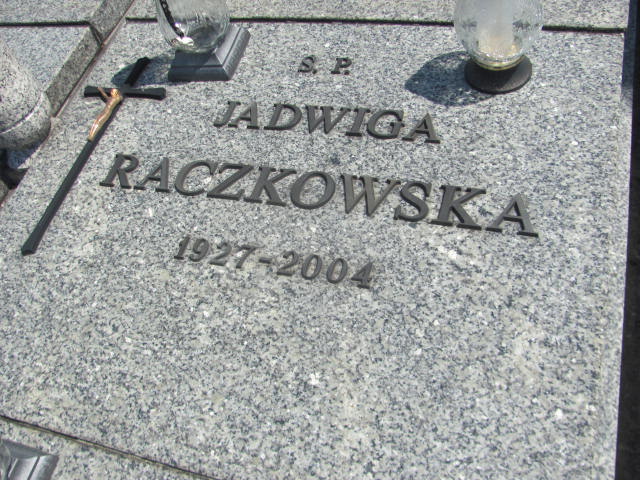 Ś. P.
JADWIGA
RACZKOWSKA
1927-2004